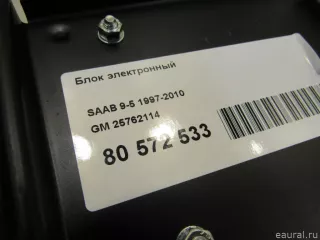 Блок электронный
SAAB 9-5 1997-2010
GM 25762114
80 572 533
eaural.ru